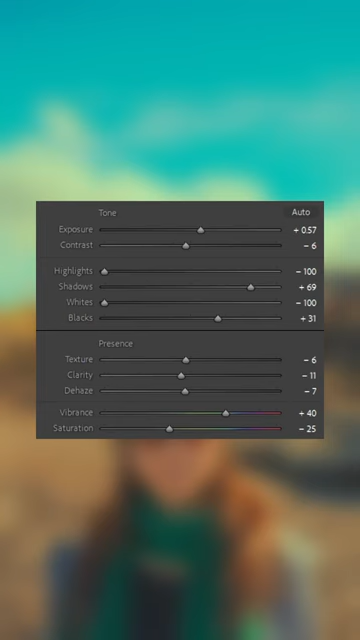 Tone Auto
Exposure + 0.57
Contrast – 6
Highlights – 100
Shadows + 69
Whites – 100
Blacks + 31
Presence
Texture – 6
Clarity – 11
Dehaze – 7
Vibrance + 40
Saturation – 25